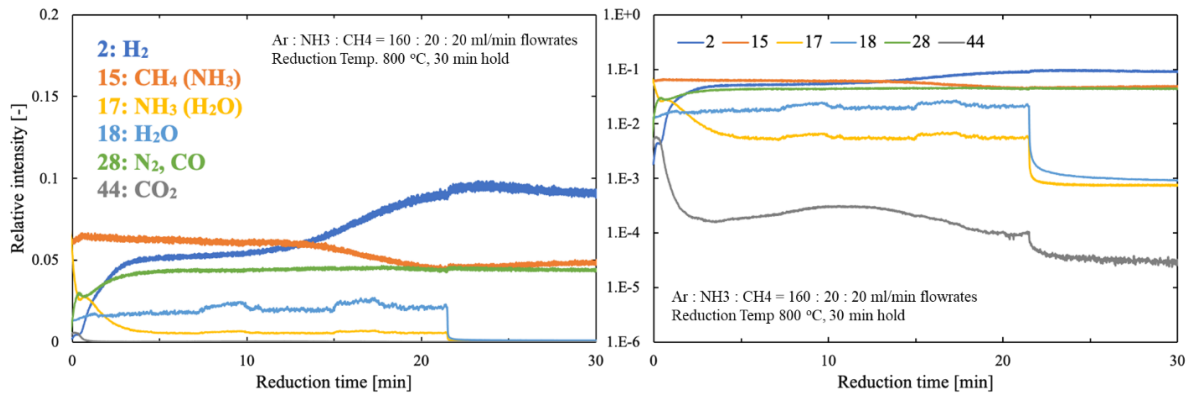 0.2
0.15
0.1
0.05
0
Relative intensity [-]
2: H₂
15: CH₄ (NH₃)
17: NH₃ (H₂O)
18: H₂O
28: N₂, CO
44: CO₂
Ar : NH3 : CH4 = 160 : 20 : 20 ml/min flowrates
Reduction Temp. 800 °C, 30 min hold
0 10 20 30
Reduction time [min]
1.E+0
1.E-1
1.E-2
1.E-3
1.E-4
1.E-5
1.E-6
2 15 17 18 28 44
Ar : NH3 : CH4 = 160 : 20 : 20 ml/min flowrates
Reduction Temp 800 °C, 30 min hold
0 10 20 30
Reduction time [min]